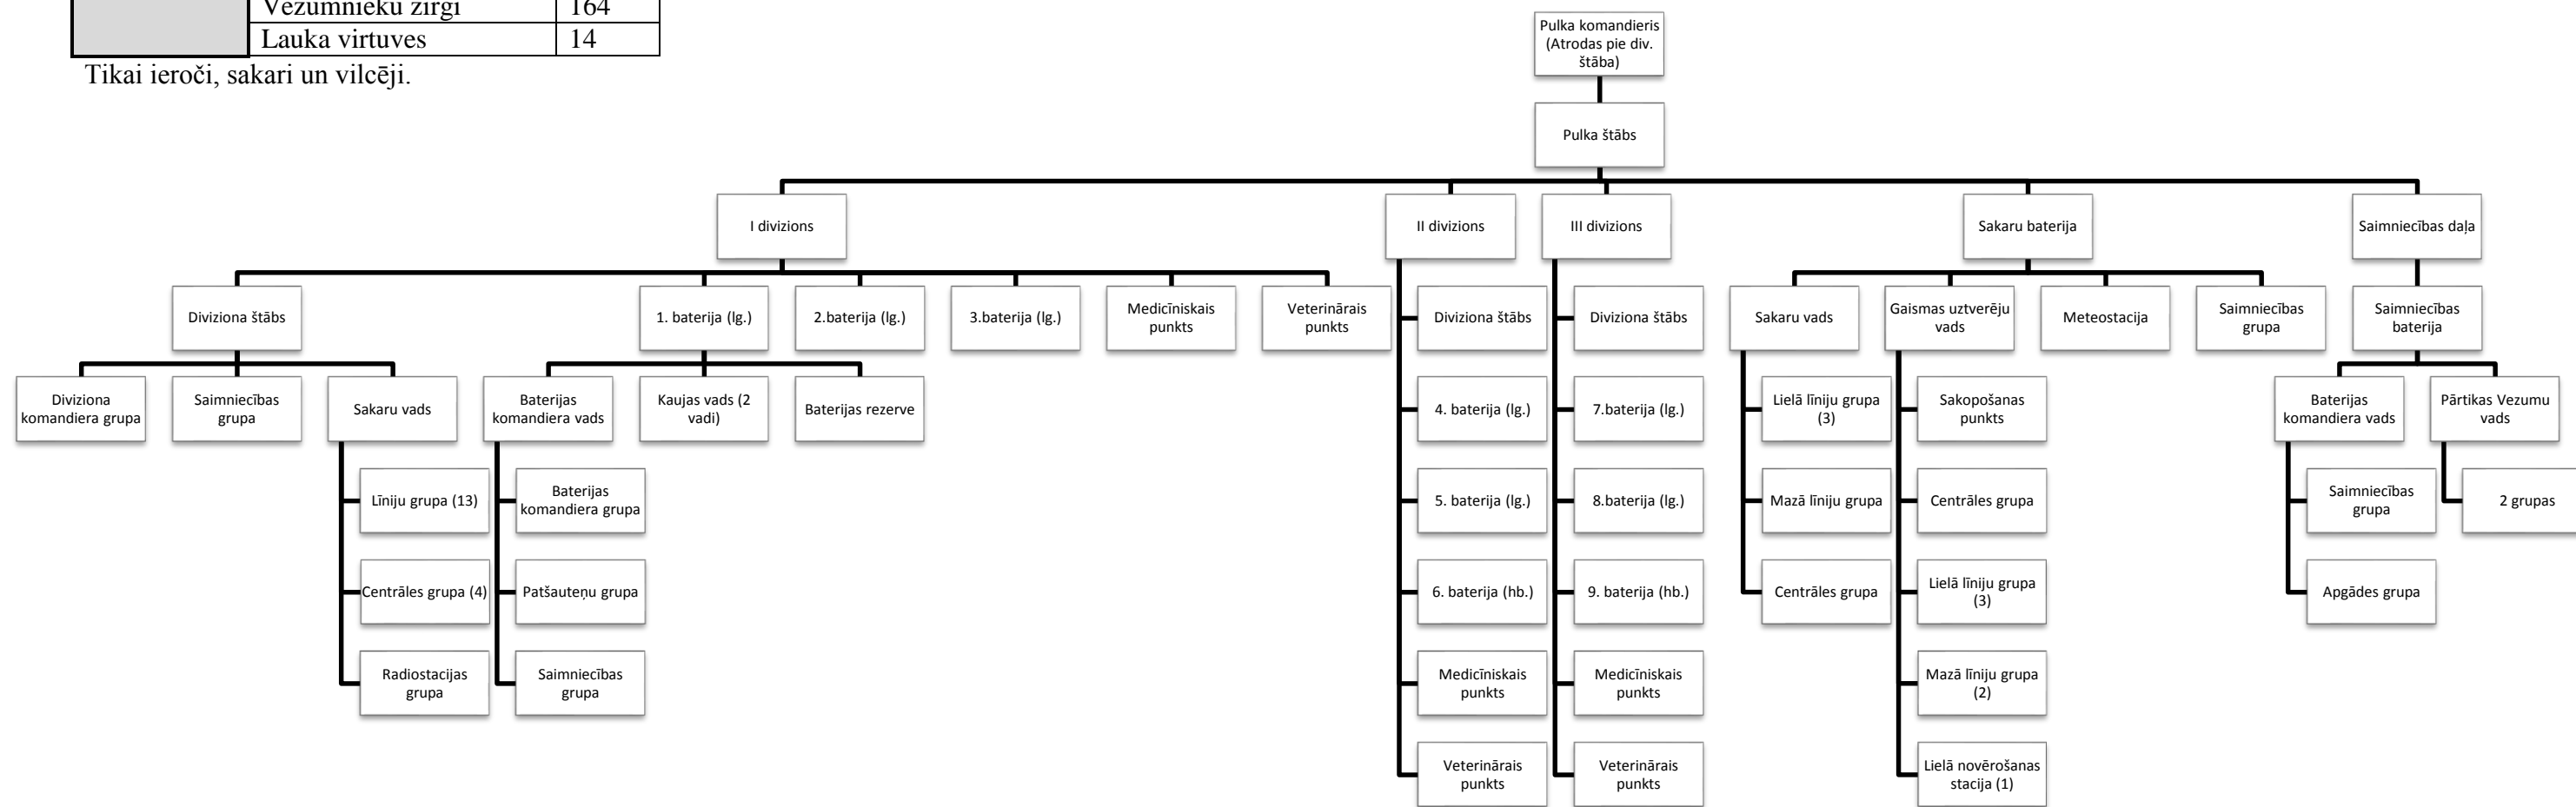 Vezumnieku zirgi 164
Lauka virtuves 14
Tikai ieroči, sakari un vilcēji.
Pulka komandieris
(Atrodas pie div.
štāba)
Pulka štābs
I divizions
II divizions
III divizions
Sakaru baterija
Saimniecības daļa
Diviziona štābs
1. baterija (lg.)
2.baterija (lg.)
3.baterija (lg.)
Medicīniskais
punkts
Veterinārais
punkts
Diviziona
komandiera grupa
Saimniecības
grupa
Sakaru vads
Līniju grupa (13)
Centrāles grupa (4)
Radiostacijas
grupa
Baterijas
komandiera vads
Kaujas vads (2
vadi)
Baterijas rezerve
Baterijas
komandiera grupa
Patšauteņu grupa
Saimniecības
grupa
Diviziona štābs
4. baterija (lg.)
5. baterija (lg.)
6. baterija (hb.)
Medicīniskais
punkts
Veterinārais
punkts
Diviziona štābs
7.baterija (lg.)
8.baterija (lg.)
9. baterija (hb.)
Medicīniskais
punkts
Veterinārais
punkts
Sakaru vads
Gaismas uztverēju
vads
Meteostacija
Saimniecības
grupa
Lielā līniju grupa
(3)
Mazā līniju grupa
Centrāles grupa
Sakopošanas
punkts
Centrāles grupa
Lielā līniju grupa
(3)
Mazā līniju grupa
(2)
Lielā novērošanas
stacija (1)
Saimniecības
baterija
Baterijas
komandiera vads
Pārtikas Vezumu
vads
Saimniecības
grupa
Apgādes grupa
2 grupas